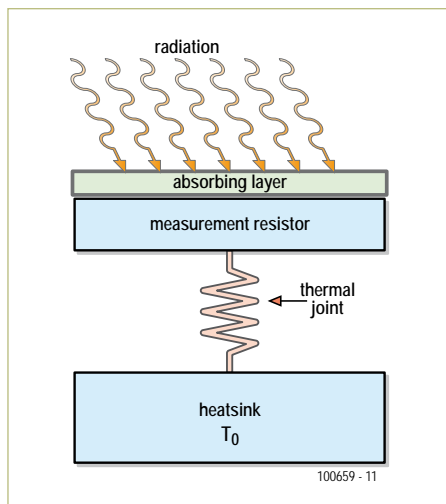 radiation
absorbing layer
measurement resistor
thermal
joint
heatsink
T₀
100659 - 11